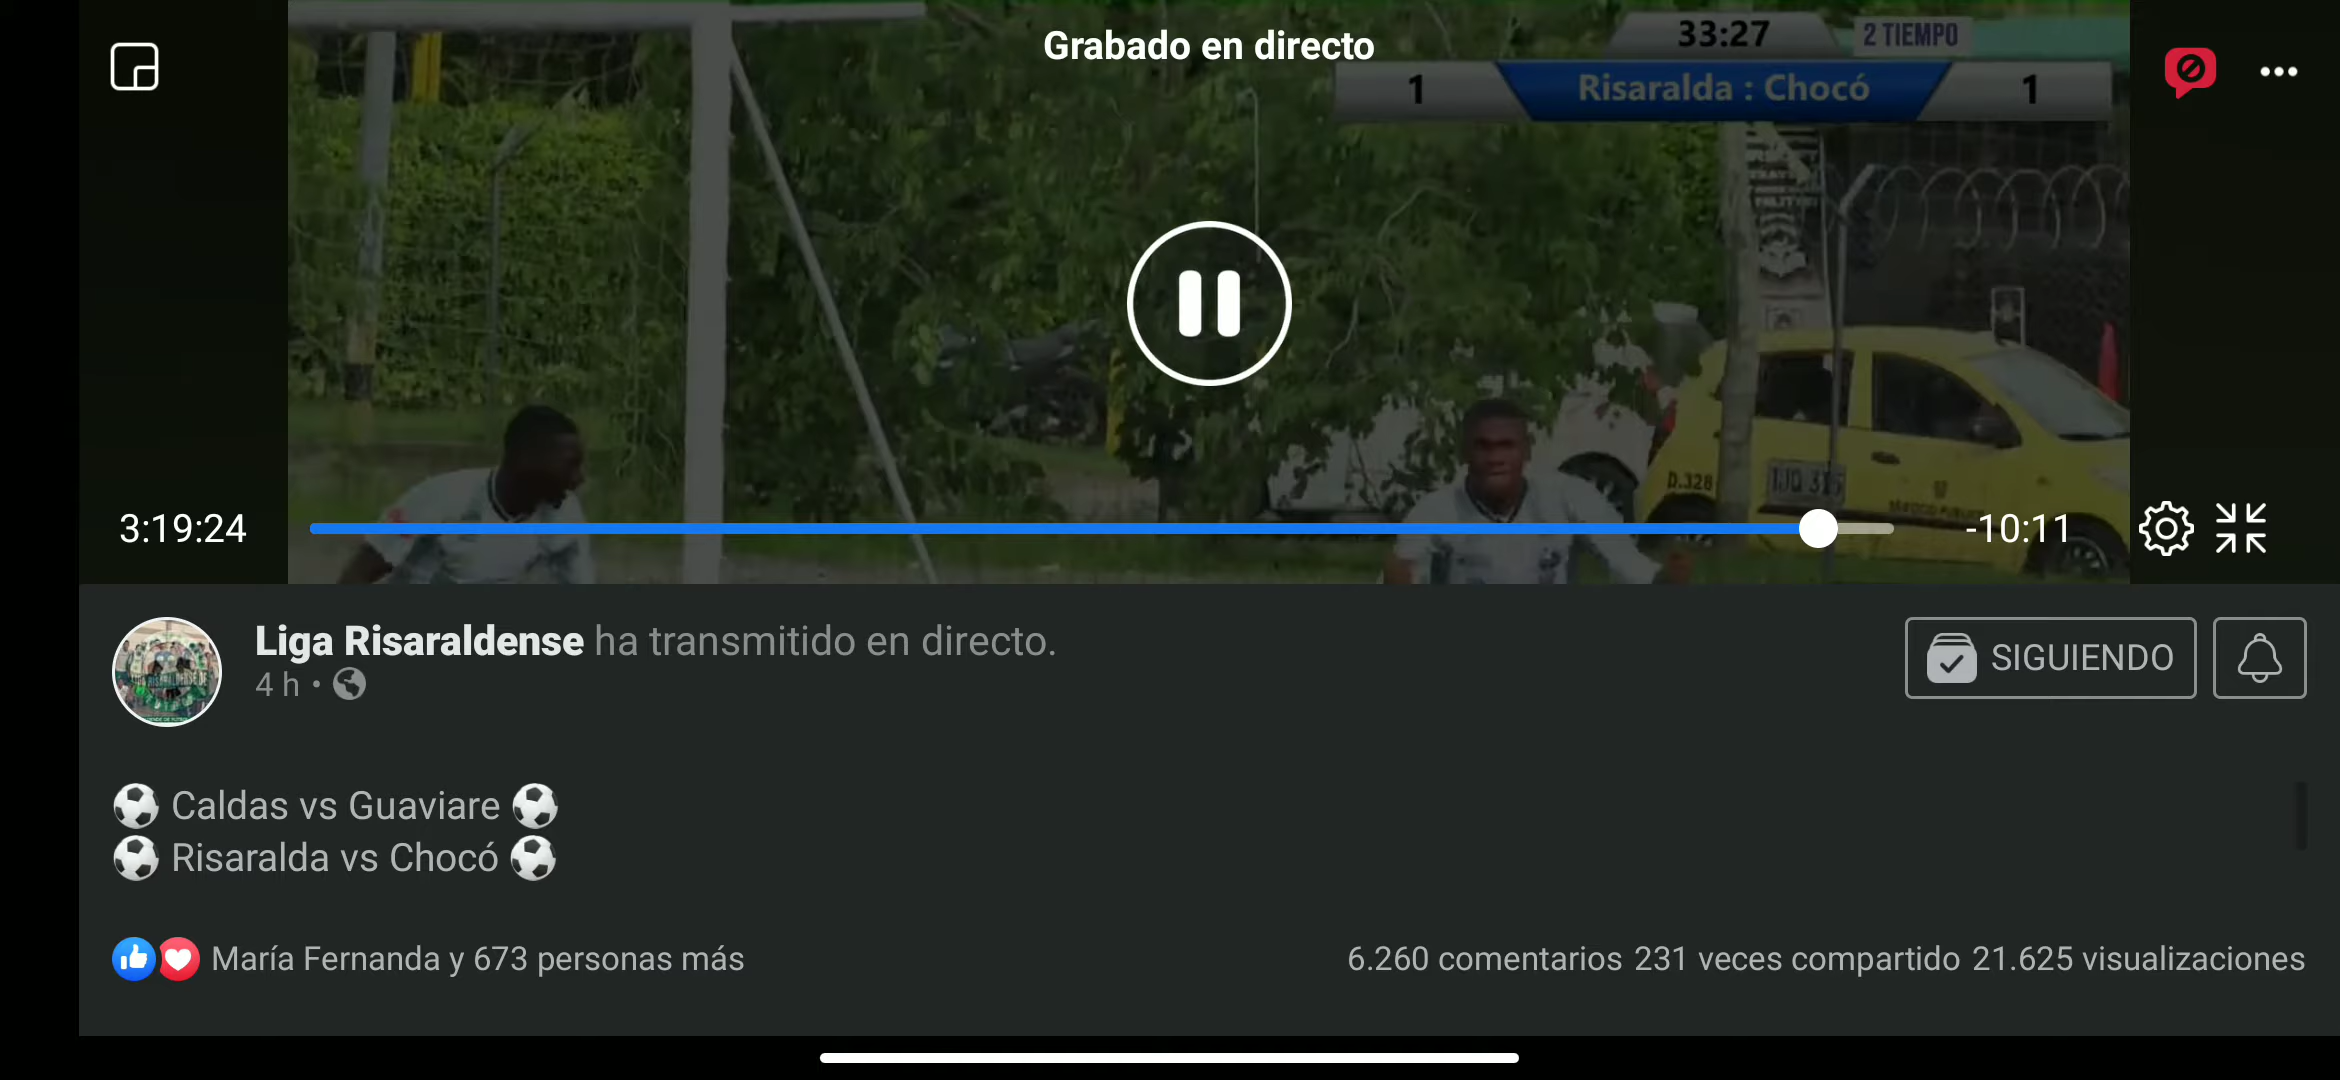 Grabado en directo
33:27
2 TIEMPO
1
Risaralda : Chocó
1
D.328
3:19:24
-10:11
Liga Risaraldense ha transmitido en directo.
SIGUIENDO
4 h •
Caldas vs Guaviare
Risaralda vs Chocó
María Fernanda y 673 personas más
6.260 comentarios 231 veces compartido 21.625 visualizaciones